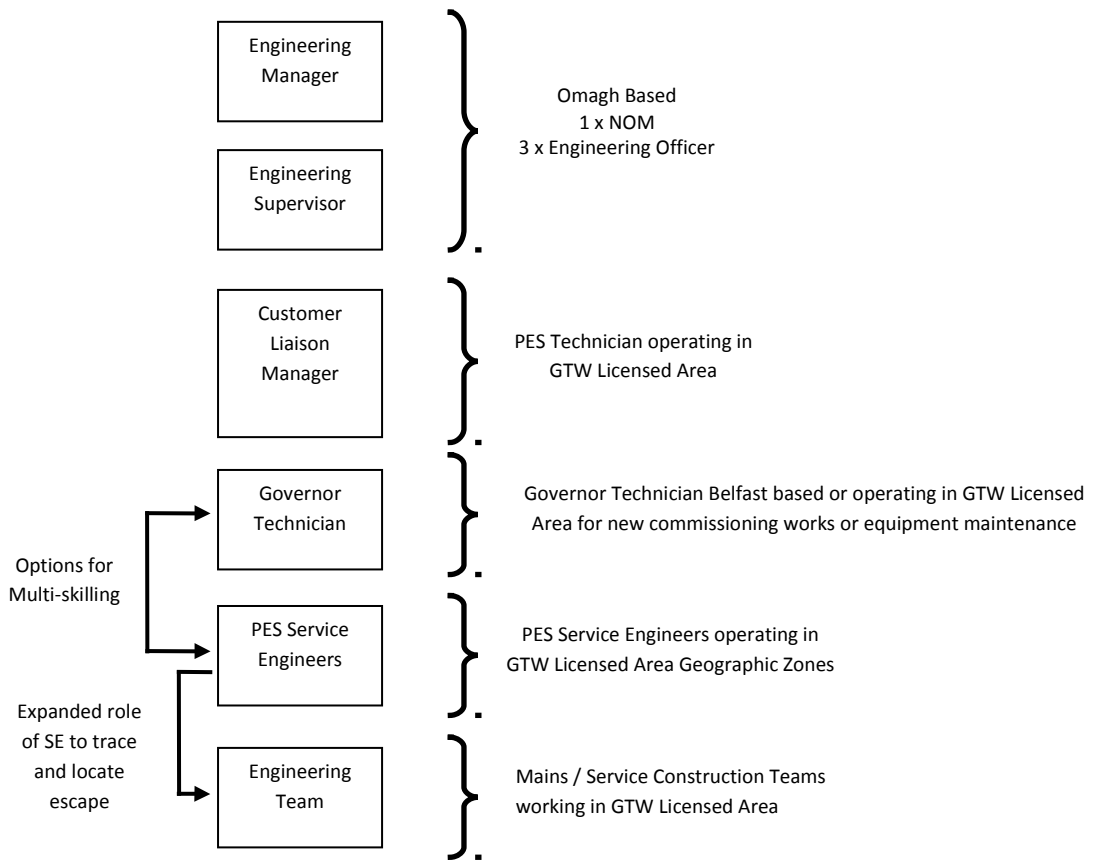 Engineering
Manager
Omagh Based
1 x NOM
3 x Engineering Officer
Engineering
Supervisor
Customer
Liaison
Manager
PES Technician operating in
GTW Licensed Area
Governor
Technician
Governor Technician Belfast based or operating in GTW Licensed
Area for new commissioning works or equipment maintenance
Options for
Multi-skilling
PES Service
Engineers
PES Service Engineers operating in
GTW Licensed Area Geographic Zones
Expanded role
of SE to trace
and locate
escape
Engineering
Team
Mains / Service Construction Teams
working in GTW Licensed Area